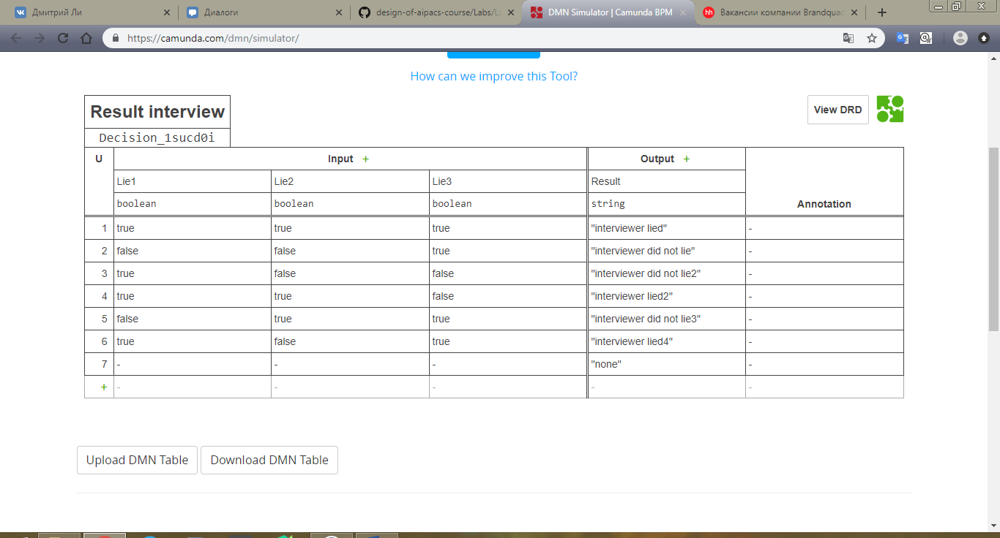 Дмитрий Ли
Диалоги
design-of-aipacs-course/Labs/L
DMN Simulator | Camunda BPM
hh Вакансии компании Brandqua
https://camunda.com/dmn/simulator/
How can we improve this Tool?
Result interview
View DRD
Decision_1sucd0i
U Input + Output +
Lie1 Lie2 Lie3 Result
boolean boolean boolean string Annotation
1 true true true "interviewer lied" -
2 false false true "interviewer did not lie" -
3 true false false "interviewer did not lie2" -
4 true true false "interviewer lied2" -
5 false true true "interviewer did not lie3" -
6 true false true "interviewer lied4" -
7 - - - "none" -
+ - - - - -
Upload DMN Table Download DMN Table